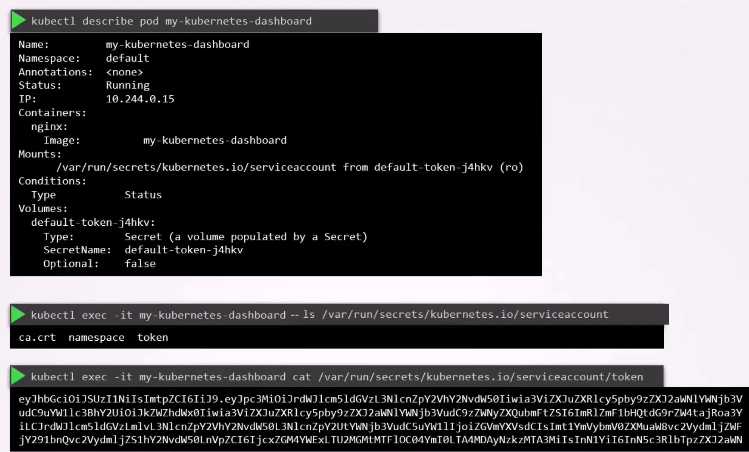 kubectl describe pod my-kubernetes-dashboard
Name: my-kubernetes-dashboard
Namespace: default
Annotations: <none>
Status: Running
IP: 10.244.0.15
Containers:
nginx:
Image: my-kubernetes-dashboard
Mounts:
/var/run/secrets/kubernetes.io/serviceaccount from default-token-j4hkv (ro)
Conditions:
Type Status
Volumes:
default-token-j4hkv:
Type: Secret (a volume populated by a Secret)
SecretName: default-token-j4hkv
Optional: false
kubectl exec -it my-kubernetes-dashboard -- ls /var/run/secrets/kubernetes.io/serviceaccount
ca.crt namespace token
kubectl exec -it my-kubernetes-dashboard cat /var/run/secrets/kubernetes.io/serviceaccount/token